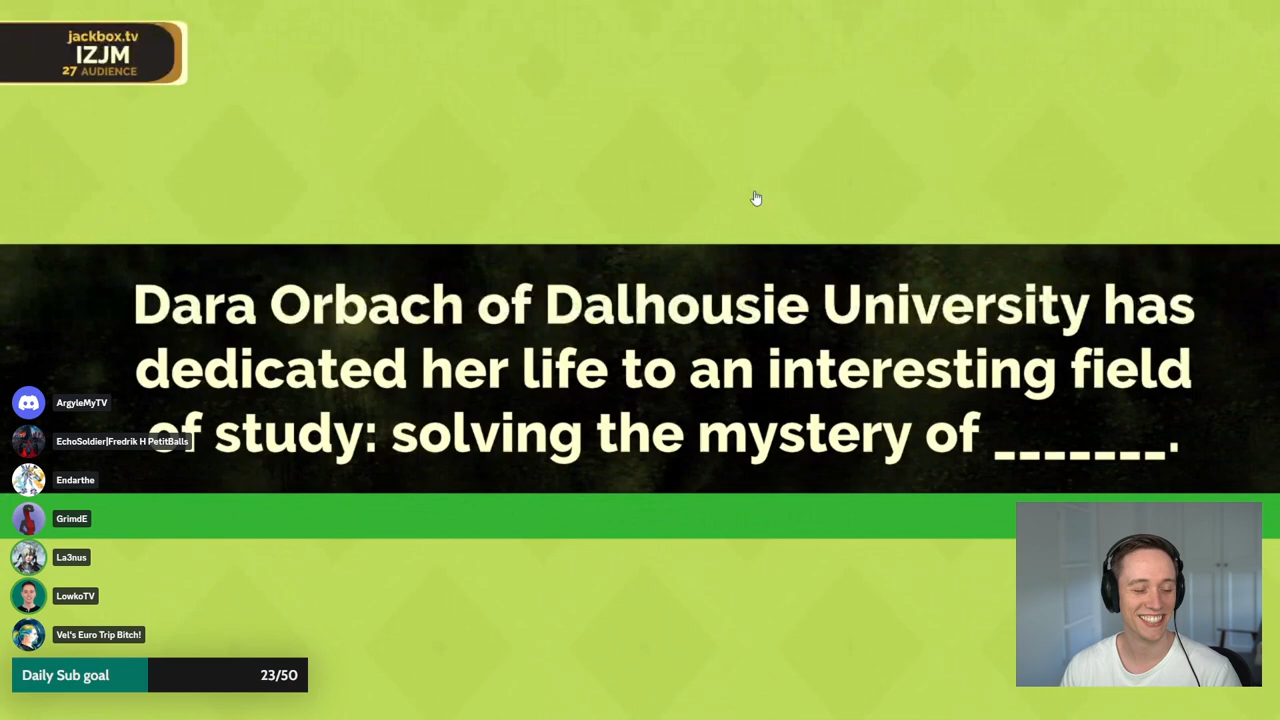 jackbox.tv
IZJM
27 AUDIENCE
Dara Orbach of Dalhousie University has
dedicated her life to an interesting field
of study: solving the mystery of _______.
ArgyleMyTV
EchoSoldier|Fredrik H PetitBalls
Endarthe
GrimdE
La3nus
LowkoTV
Vel's Euro Trip Bitch!
Daily Sub goal 23/50